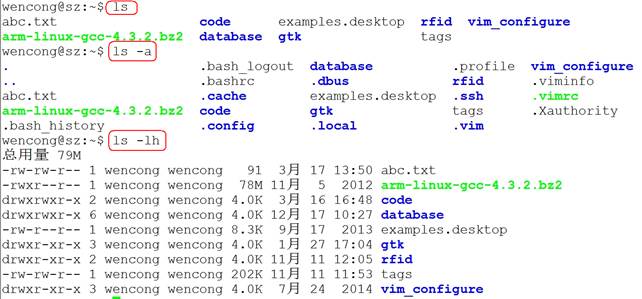 wencong@sz:~$ ls
abc.txt code examples.desktop rfid vim_configure
arm-linux-gcc-4.3.2.bz2 database gtk tags
wencong@sz:~$ ls -a
. .bash_logout database .profile vim_configure
.. .bashrc .dbus rfid .viminfo
abc.txt .cache examples.desktop .ssh .vimrc
arm-linux-gcc-4.3.2.bz2 code gtk tags .Xauthority
.bash_history .config .local .vim
wencong@sz:~$ ls -lh
总用量 79M
-rw-rw-r-- 1 wencong wencong 91 3月 17 13:50 abc.txt
-rw-rw-r-- 1 wencong wencong 78M 11月 5 2012 arm-linux-gcc-4.3.2.bz2
drwxrwxr-x 2 wencong wencong 4.0K 3月 16 16:48 code
drwxrwxr-x 6 wencong wencong 4.0K 12月 17 10:27 database
-rw-r--r-- 1 wencong wencong 8.3K 9月 17 2013 examples.desktop
drwxrwxr-x 3 wencong wencong 4.0K 1月 27 17:04 gtk
drwxr-xr-x 2 wencong wencong 4.0K 11月 11 12:05 rfid
-rw-rw-r-- 1 wencong wencong 202K 11月 11 11:53 tags
drwxr-xr-x 3 wencong wencong 4.0K 7月 24 2014 vim_configure